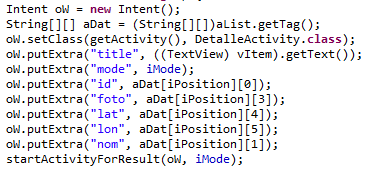 Intent oW = new Intent();
String[][] aDat = (String[][])aList.getTag();
oW.setClass(getActivity(), DetalleActivity.class);
oW.putExtra("title", ((TextView) vItem).getText());
oW.putExtra("mode", iMode);
oW.putExtra("id", aDat[iPosition][0]);
oW.putExtra("foto", aDat[iPosition][3]);
oW.putExtra("lat", aDat[iPosition][4]);
oW.putExtra("lon", aDat[iPosition][5]);
oW.putExtra("nom", aDat[iPosition][1]);
startActivityForResult(oW, iMode);